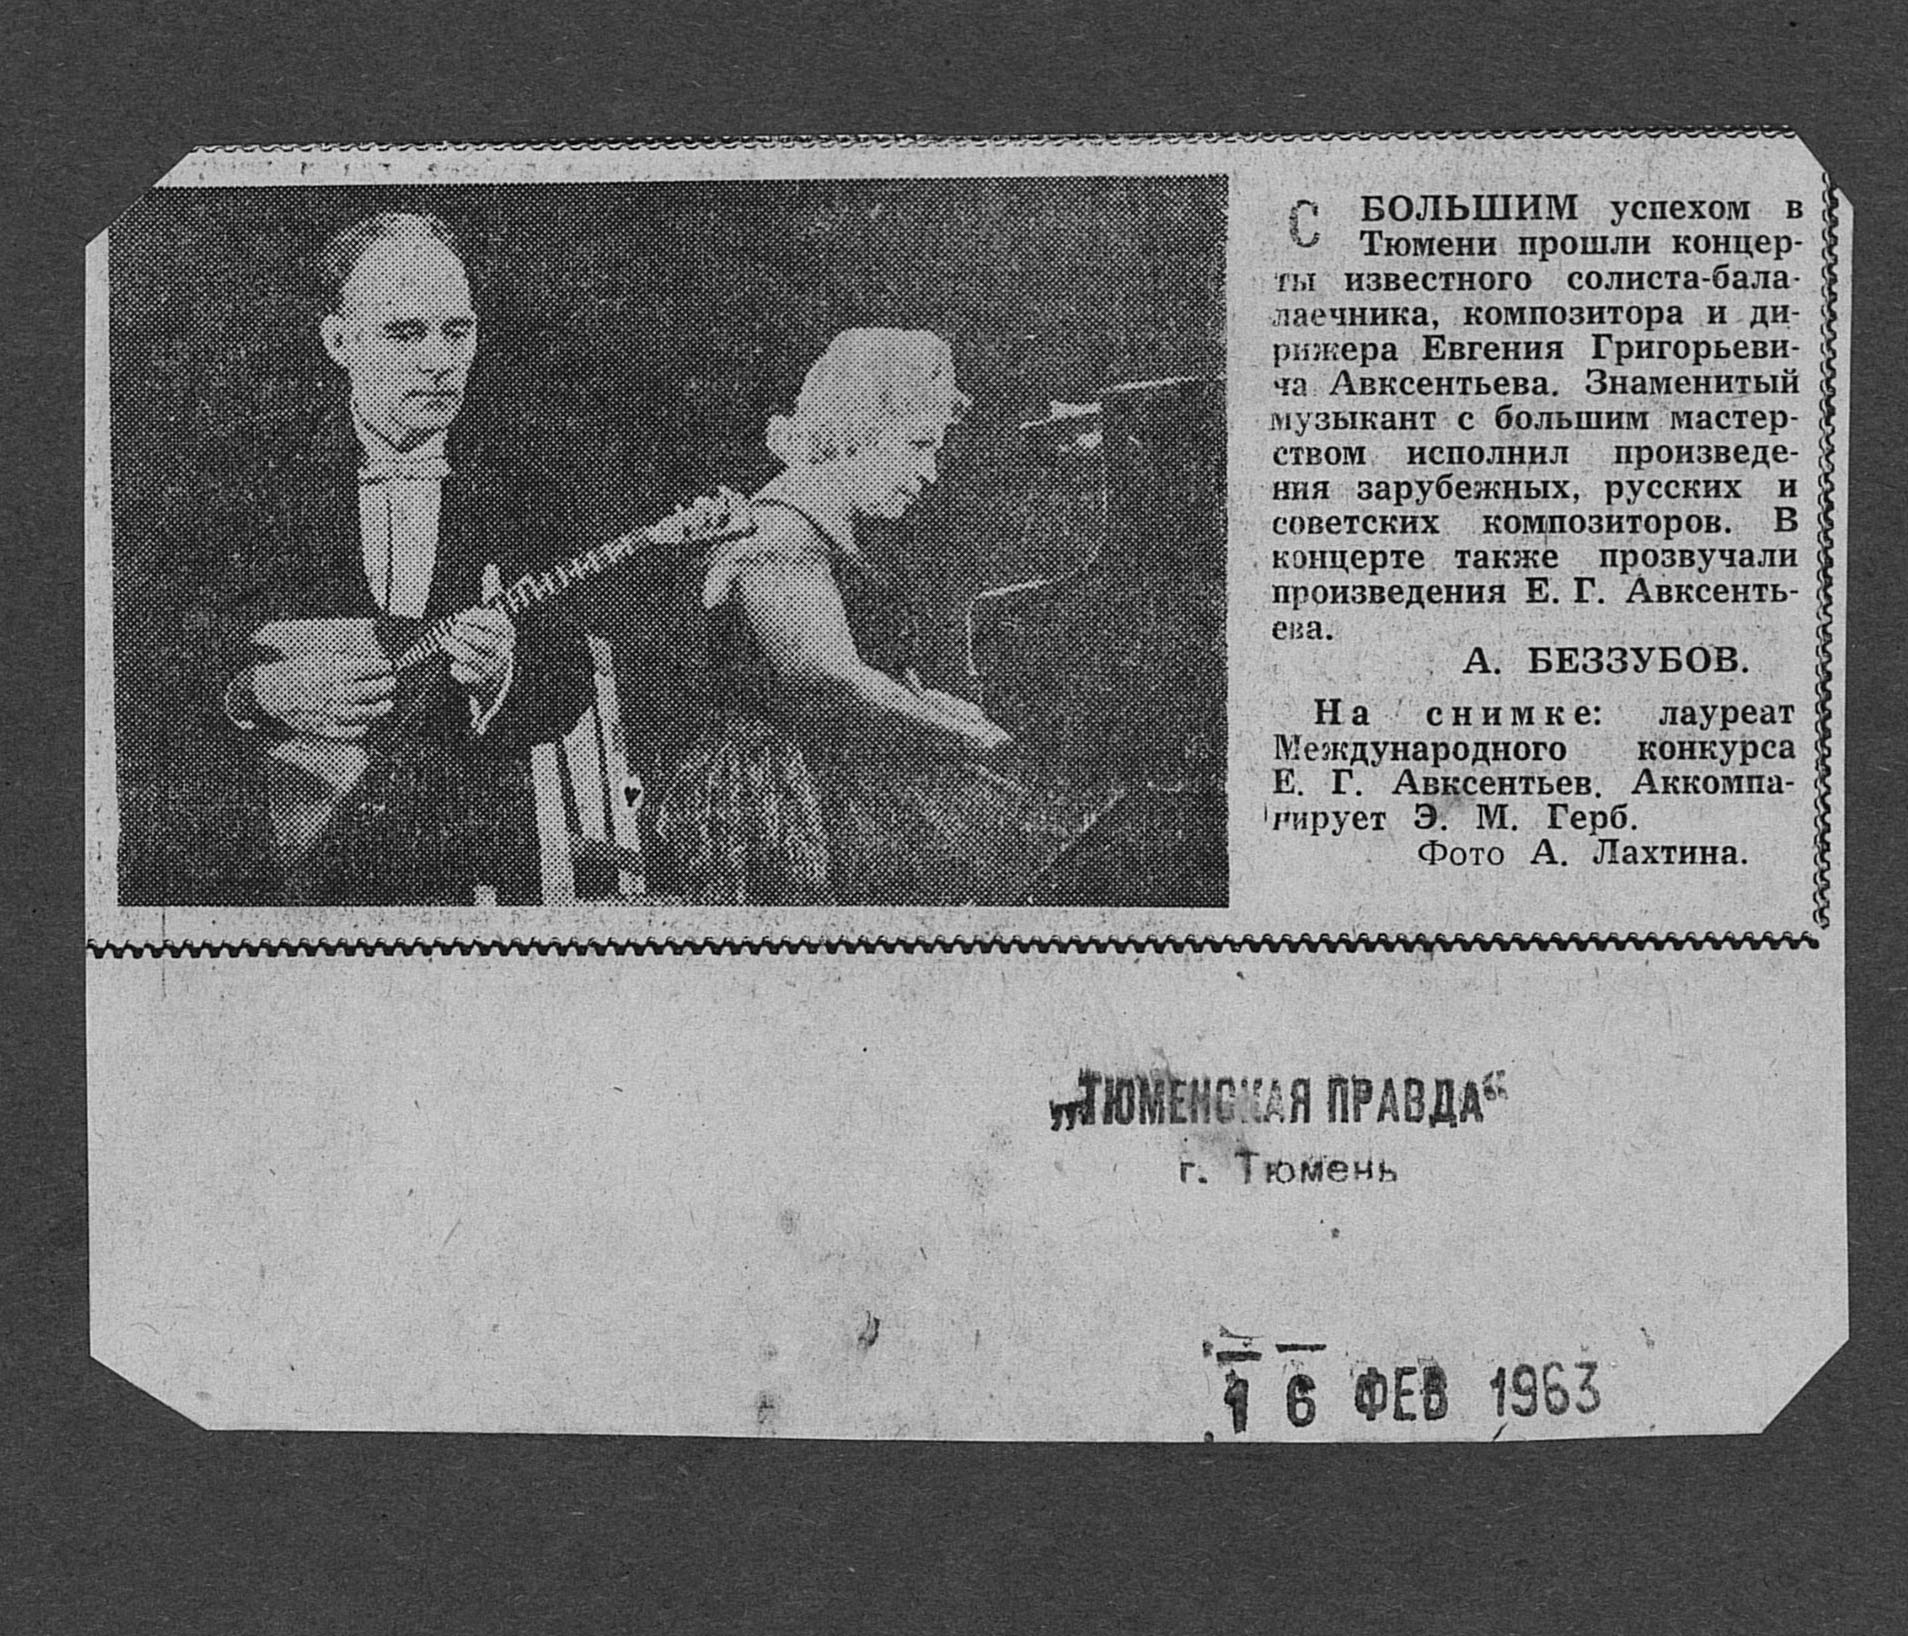 С БОЛЬШИМ успехом в
Тюмени прошли концер-
ты известного солиста-бала-
лаечника, композитора и ди-
рижера Евгения Григорьеви-
ча Авксентьева. Знаменитый
музыкант с большим мастер-
ством исполнил произведе-
ния зарубежных, русских и
советских композиторов. В
концерте также прозвучали
произведения Е. Г. Авксенть-
ева.
А. БЕЗЗУБОВ.
На снимке: лауреат
Международного конкурса
Е. Г. Авксентьев. Аккомпа-
нирует Э. М. Герб.
Фото А. Лахтина.
„ТЮМЕНСКАЯ ПРАВДА“
г. Тюмень
16 ФЕВ 1963